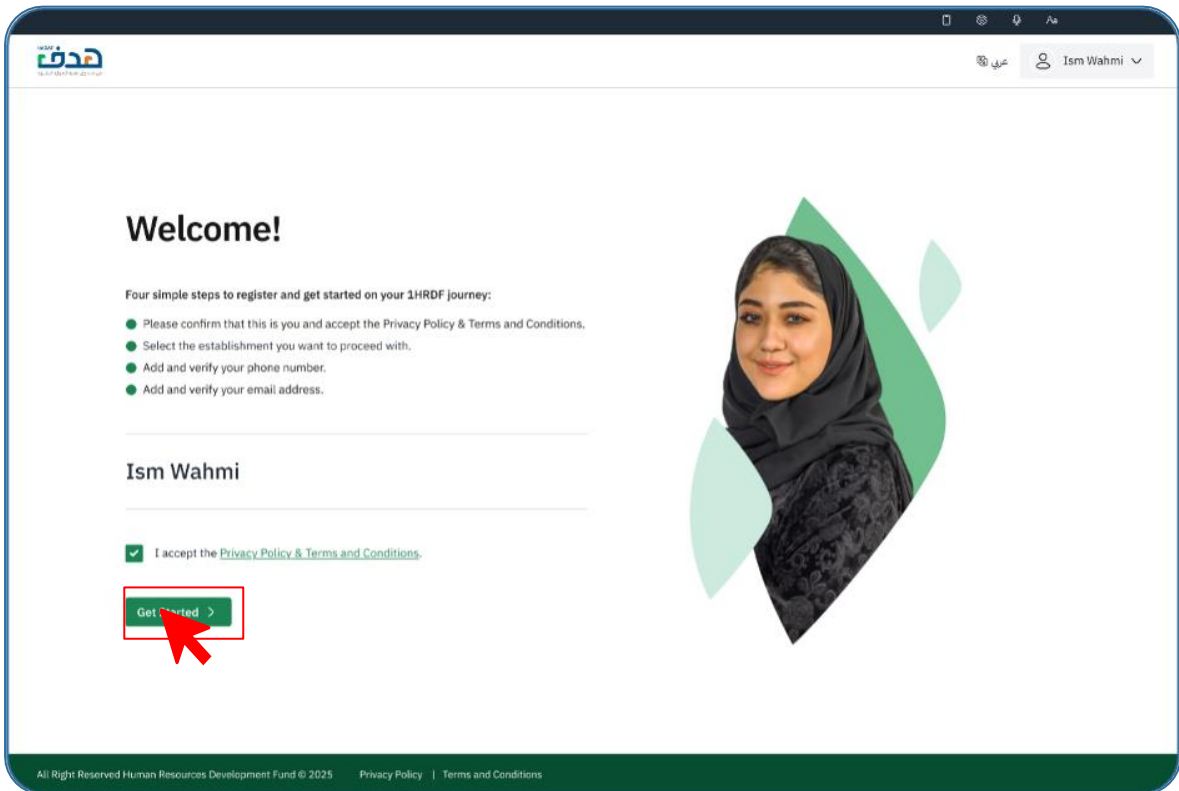 Aa
هدف
عربي
Ism Wahmi
Welcome!
Four simple steps to register and get started on your 1HRDF journey:
Please confirm that this is you and accept the Privacy Policy & Terms and Conditions.
Select the establishment you want to proceed with.
Add and verify your phone number.
Add and verify your email address.
Ism Wahmi
I accept the Privacy Policy & Terms and Conditions.
Get Started
All Right Reserved Human Resources Development Fund © 2025 Privacy Policy | Terms and Conditions